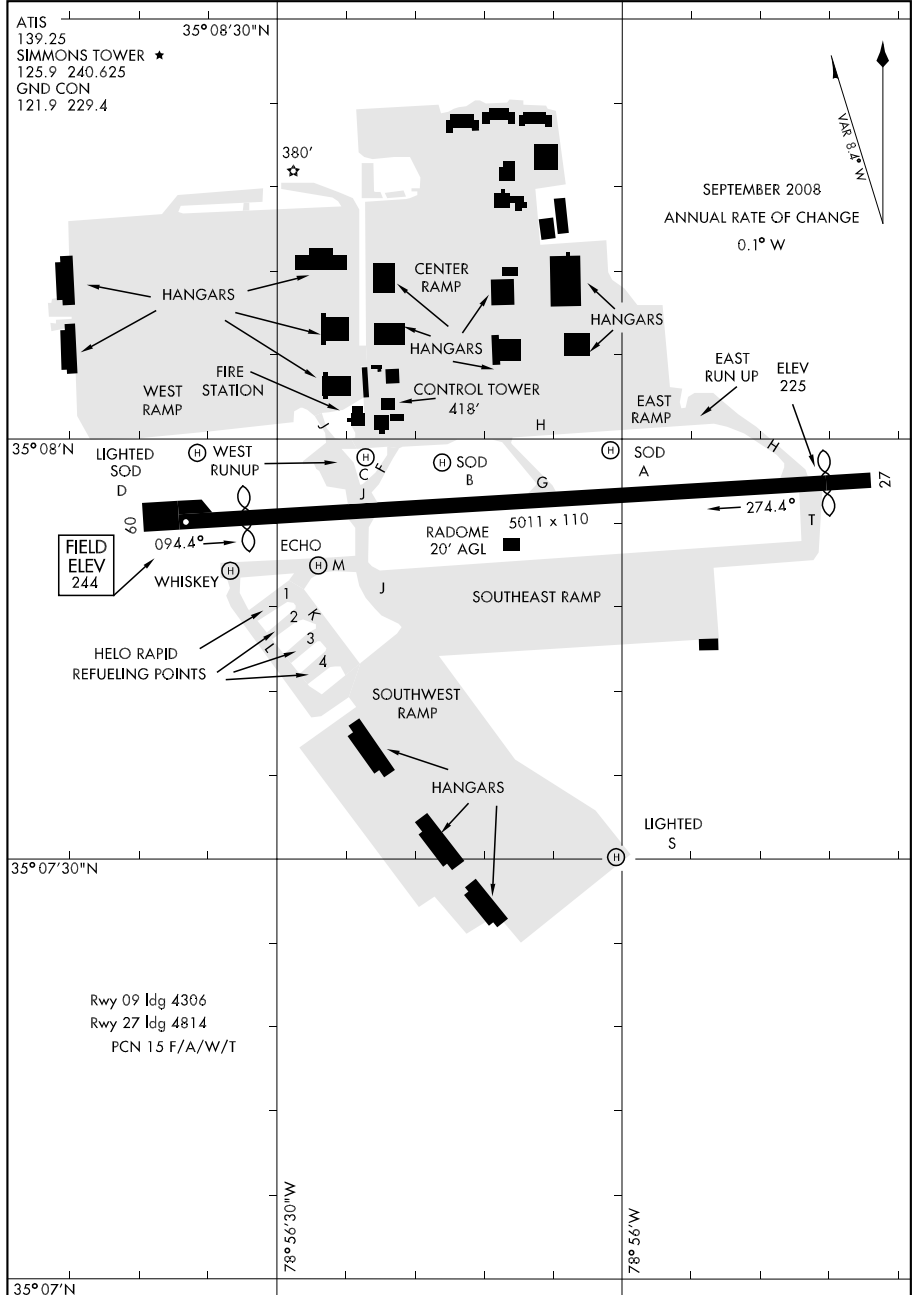 ATIS
139.25
SIMMONS TOWER ★
125.9 240.625
GND CON
121.9 229.4
35°08'30"N
VAR 8.4° W
SEPTEMBER 2008
ANNUAL RATE OF CHANGE
0.1° W
380'
HANGARS
CENTER
RAMP
HANGARS
HANGARS
WEST
RAMP
FIRE
STATION
CONTROL TOWER
418'
EAST
RAMP
EAST
RUN UP
ELEV
225
J
H
H
35°08'N
LIGHTED
SOD
D
H
WEST
RUNUP
H
C
F
J
H
SOD
B
G
H
SOD
A
09
27
5011 x 110
094.4°
274.4°
T
RADOME
20' AGL
FIELD
ELEV
244
ECHO
WHISKEY
H
H
M
J
SOUTHEAST RAMP
1
2
K
3
L
4
HELO RAPID
REFUELING POINTS
SOUTHWEST
RAMP
HANGARS
LIGHTED
S
H
35°07'30"N
Rwy 09 ldg 4306
Rwy 27 ldg 4814
PCN 15 F/A/W/T
78°56'30"W
78°56'W
35°07'N